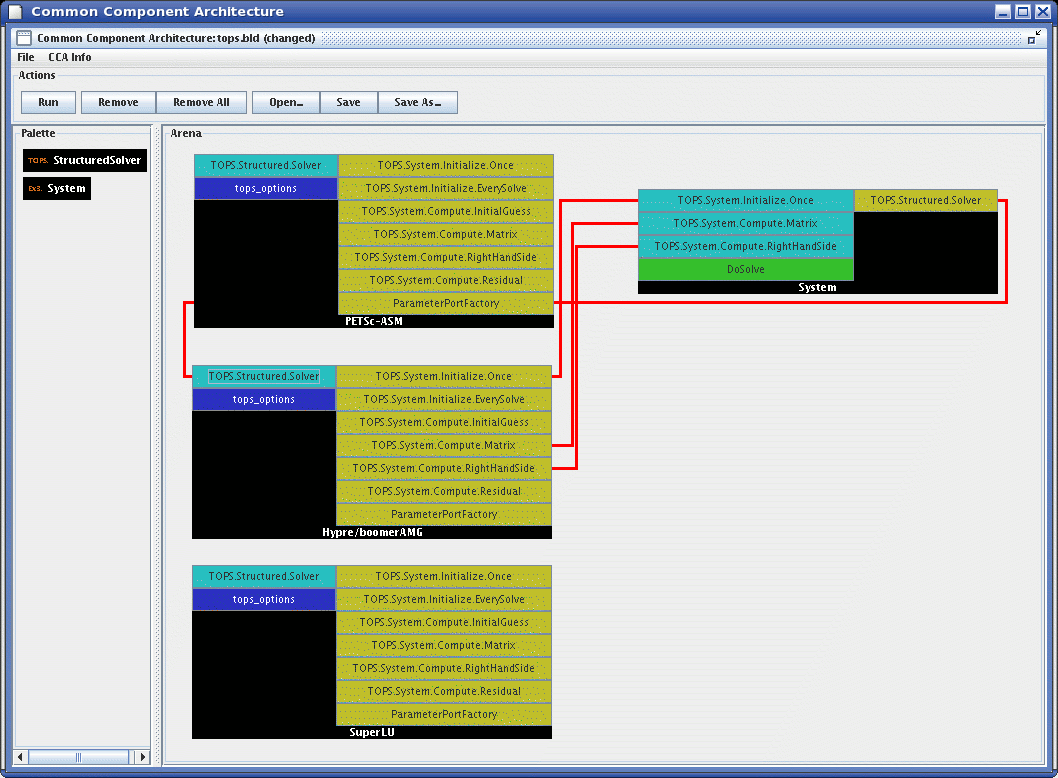 Common Component Architecture
Common Component Architecture:tops.bld (changed)
File CCA Info
Actions
Run Remove Remove All Open... Save Save As...
Palette
TOPS. StructuredSolver
Ex3. System
Arena
TOPS.Structured.Solver TOPS.System.Initialize.Once
tops_options TOPS.System.Initialize.EverySolve
TOPS.System.Compute.InitialGuess
TOPS.System.Compute.Matrix
TOPS.System.Compute.RightHandSide
TOPS.System.Compute.Residual
ParameterPortFactory
PETSc-ASM
TOPS.System.Initialize.Once TOPS.Structured.Solver
TOPS.System.Compute.Matrix
TOPS.System.Compute.RightHandSide
DoSolve
System
TOPS.Structured.Solver TOPS.System.Initialize.Once
tops_options TOPS.System.Initialize.EverySolve
TOPS.System.Compute.InitialGuess
TOPS.System.Compute.Matrix
TOPS.System.Compute.RightHandSide
TOPS.System.Compute.Residual
ParameterPortFactory
Hypre/boomerAMG
TOPS.Structured.Solver TOPS.System.Initialize.Once
tops_options TOPS.System.Initialize.EverySolve
TOPS.System.Compute.InitialGuess
TOPS.System.Compute.Matrix
TOPS.System.Compute.RightHandSide
TOPS.System.Compute.Residual
ParameterPortFactory
SuperLU